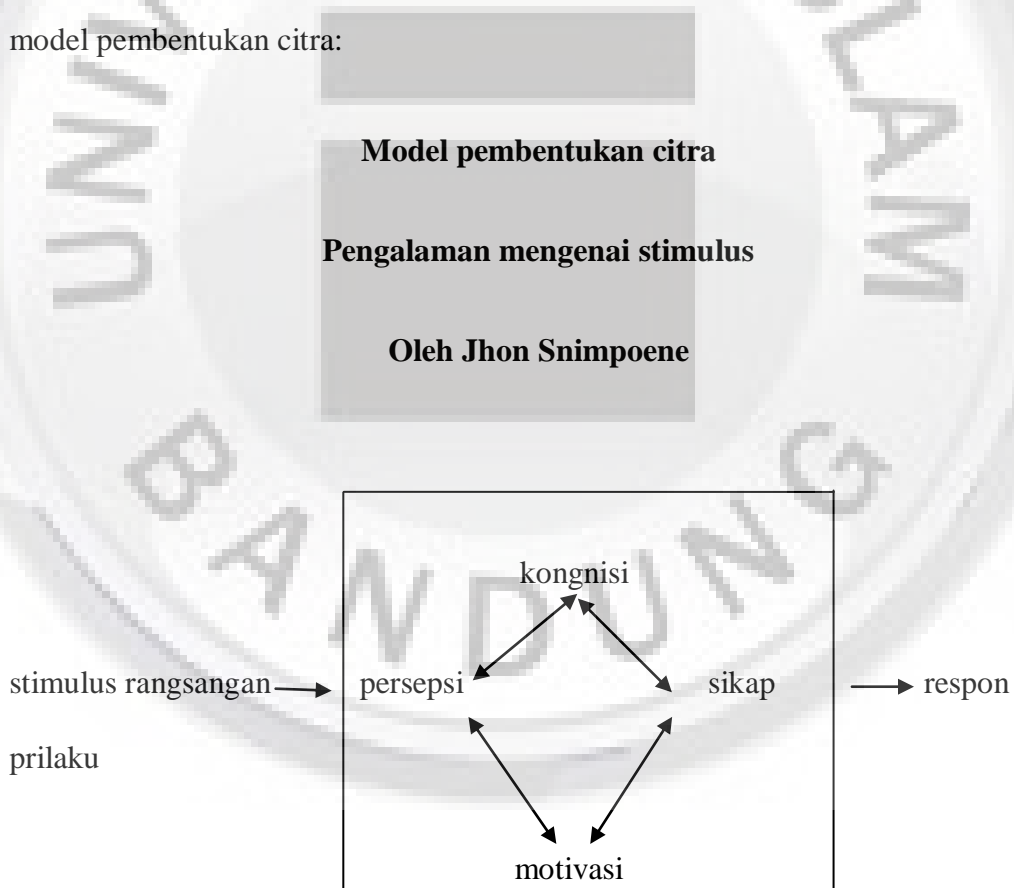 model pembentukan citra:
Model pembentukan citra
Pengalaman mengenai stimulus
Oleh Jhon Snimpoene
kongnisi
stimulus rangsangan persepsi sikap respon
prilaku
motivasi
BANDUNG